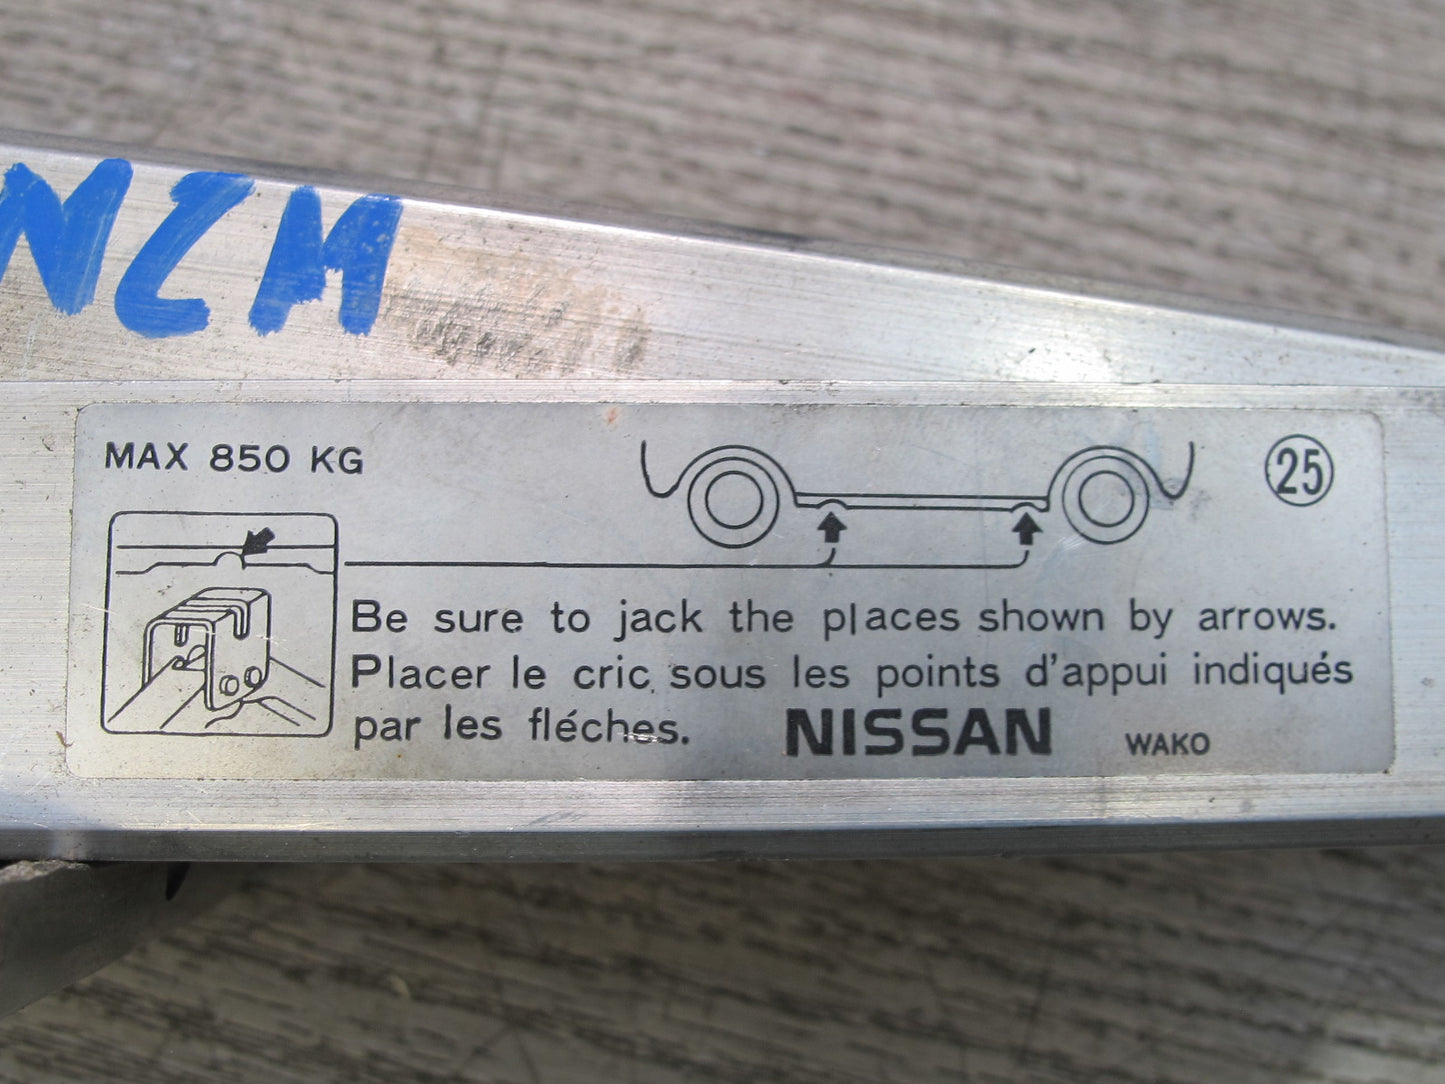 MAX 850 KG
25
Be sure to jack the places shown by arrows.
Placer le cric sous les points d'appui indiqués
par les fléches.
NISSAN WAKO